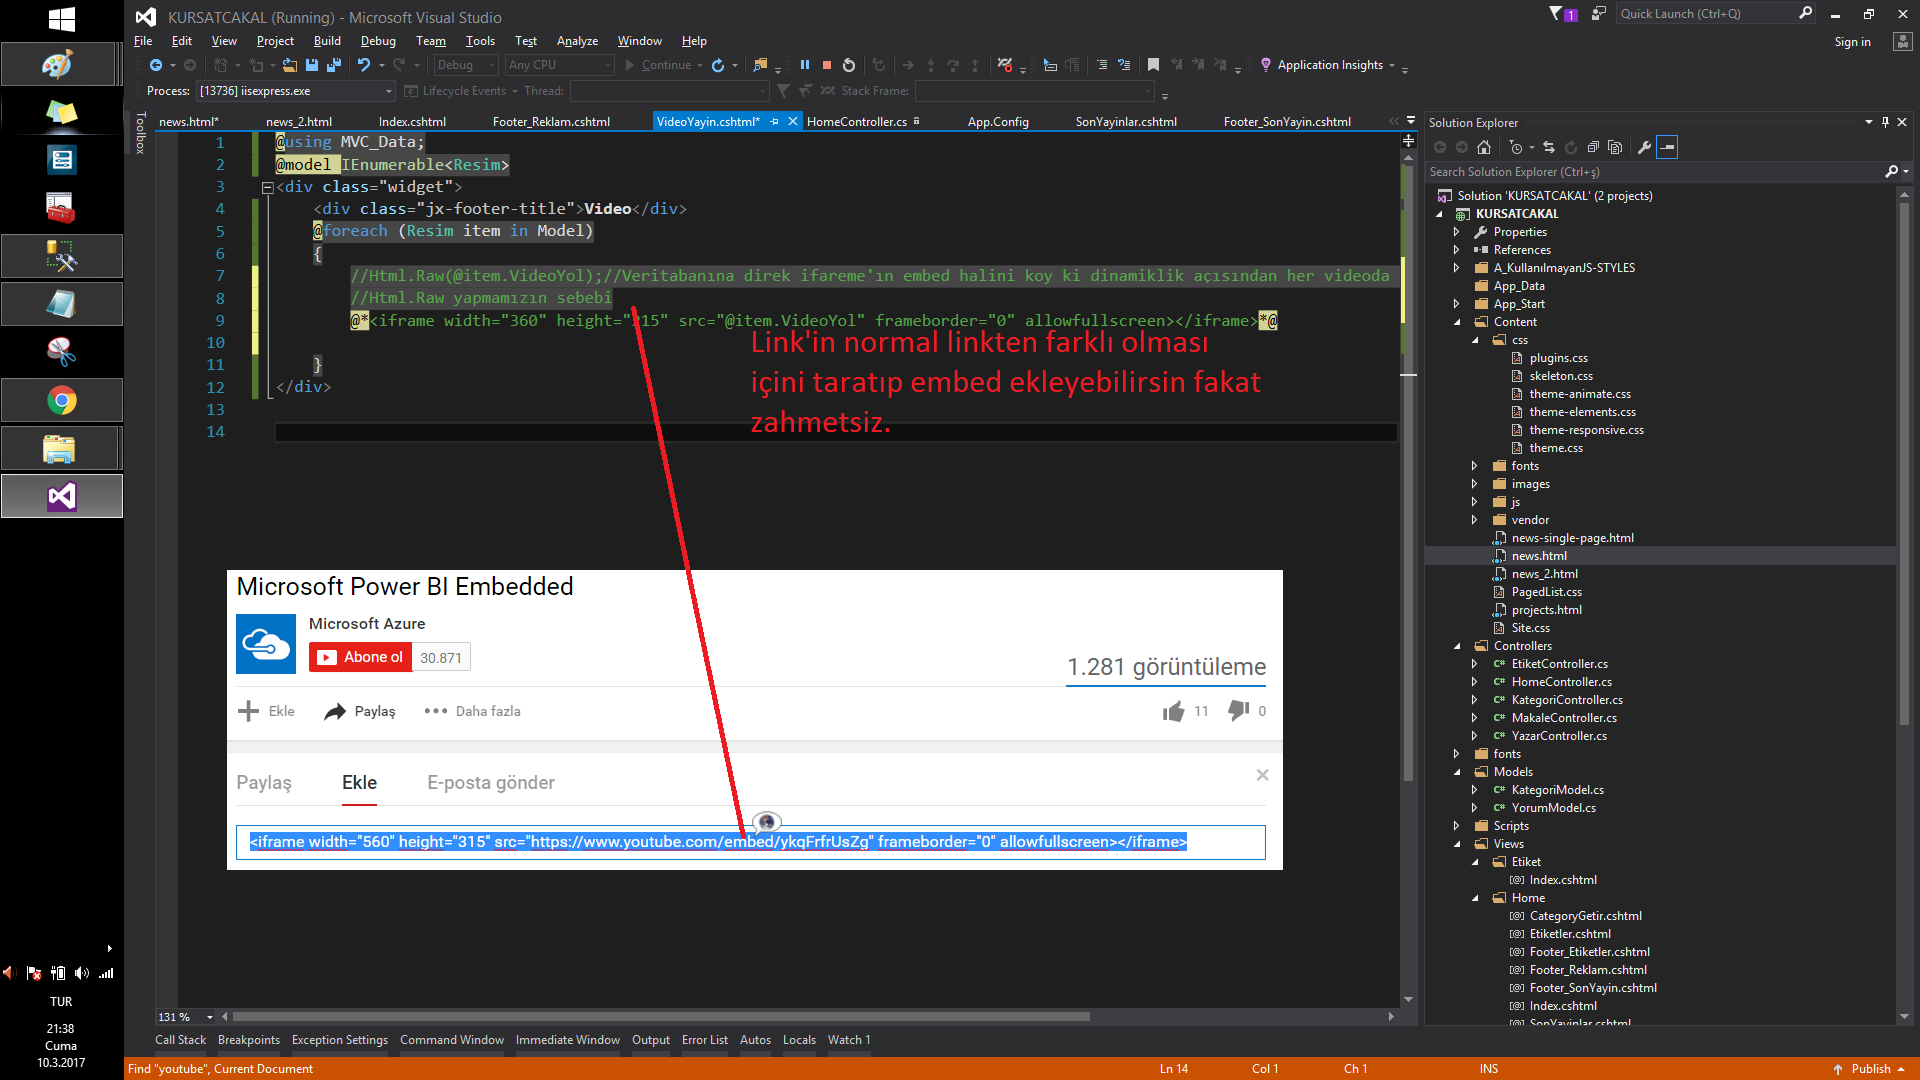 KURSATCAKAL (Running) - Microsoft Visual Studio
1
Quick Launch (Ctrl+Q)
File Edit View Project Build Debug Team Tools Test Analyze Window Help
Sign in
Debug Any CPU Continue Application Insights
Process: [13736] iisexpress.exe Lifecycle Events Thread: Stack Frame:
Toolbox
news.html* news_2.html Index.cshtml Footer_Reklam.cshtml VideoYayin.cshtml* HomeController.cs App.Config SonYayinlar.cshtml Footer_SonYayin.cshtml
1 @using MVC_Data;
2 @model IEnumerable<Resim>
3 <div class="widget">
4 <div class="jx-footer-title">Video</div>
5 @foreach (Resim item in Model)
6 {
7 //Html.Raw(@item.VideoYol);//Veritabanına direk ifareme'ın embed halini koy ki dinamiklik açısından her videoda
8 //Html.Raw yapmamızın sebebi
9 @*<iframe width="360" height="315" src="@item.VideoYol" frameborder="0" allowfullscreen></iframe>*@
10
11 }
12 </div>
13
14
Link'in normal linkten farklı olması
içini taratıp embed ekleyebilirsin fakat
zahmetsiz.
Microsoft Power BI Embedded
Microsoft Azure
Abone ol 30.871
1.281 görüntüleme
Ekle Paylaş Daha fazla 11 0
Paylaş Ekle E-posta gönder
<iframe width="560" height="315" src="https://www.youtube.com/embed/ykqFrfrUsZg" frameborder="0" allowfullscreen></iframe>
131 %
Call Stack Breakpoints Exception Settings Command Window Immediate Window Output Error List Autos Locals Watch 1
Find "youtube", Current Document Ln 14 Col 1 Ch 1 INS Publish
Solution Explorer
Search Solution Explorer (Ctrl+ş)
Solution 'KURSATCAKAL' (2 projects)
KURSATCAKAL
Properties
References
A_KullanılmayanJS-STYLES
App_Data
App_Start
Content
css
plugins.css
skeleton.css
theme-animate.css
theme-elements.css
theme-responsive.css
theme.css
fonts
images
js
vendor
news-single-page.html
news.html
news_2.html
PagedList.css
projects.html
Site.css
Controllers
EtiketController.cs
HomeController.cs
KategoriController.cs
MakaleController.cs
YazarController.cs
fonts
Models
KategoriModel.cs
YorumModel.cs
Scripts
Views
Etiket
Index.cshtml
Home
CategoryGetir.cshtml
Etiketler.cshtml
Footer_Etiketler.cshtml
Footer_Reklam.cshtml
Footer_SonYayin.cshtml
Index.cshtml
SonYayinlar.cshtml
TUR
21:38
Cuma
10.3.2017